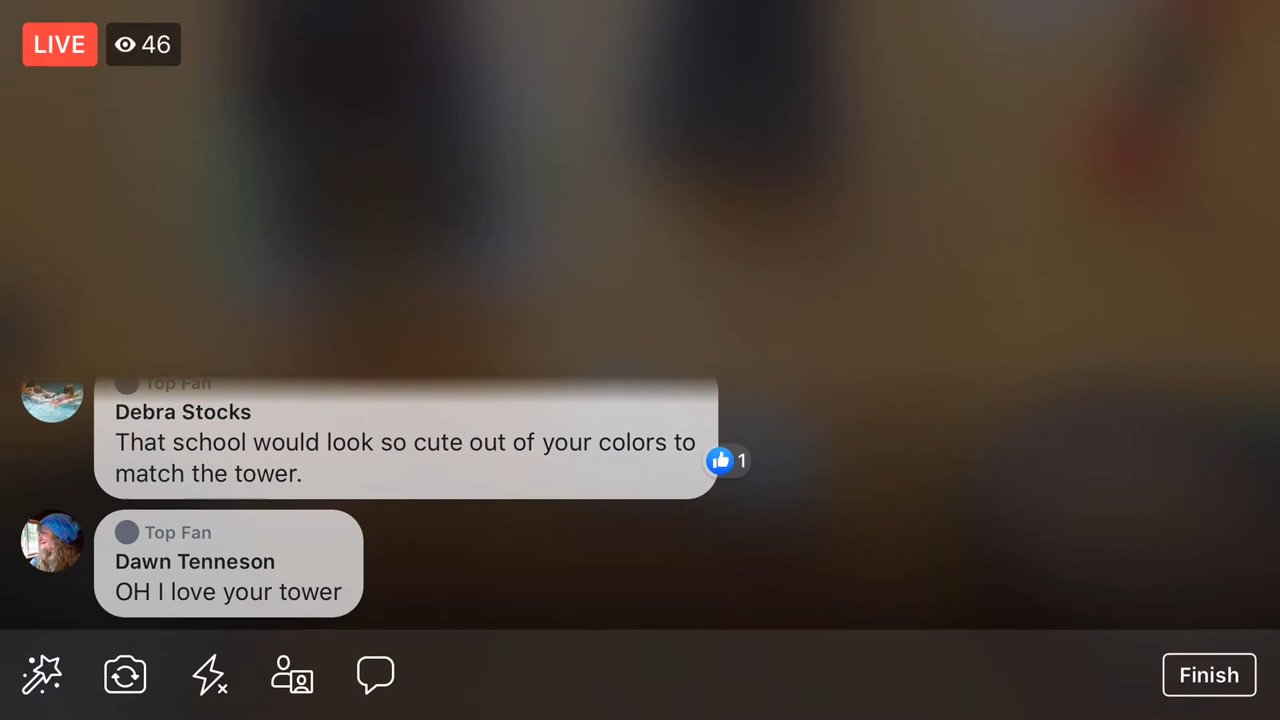 LIVE 46
Top Fan
Debra Stocks
That school would look so cute out of your colors to
match the tower.
1
Top Fan
Dawn Tenneson
OH I love your tower
Finish